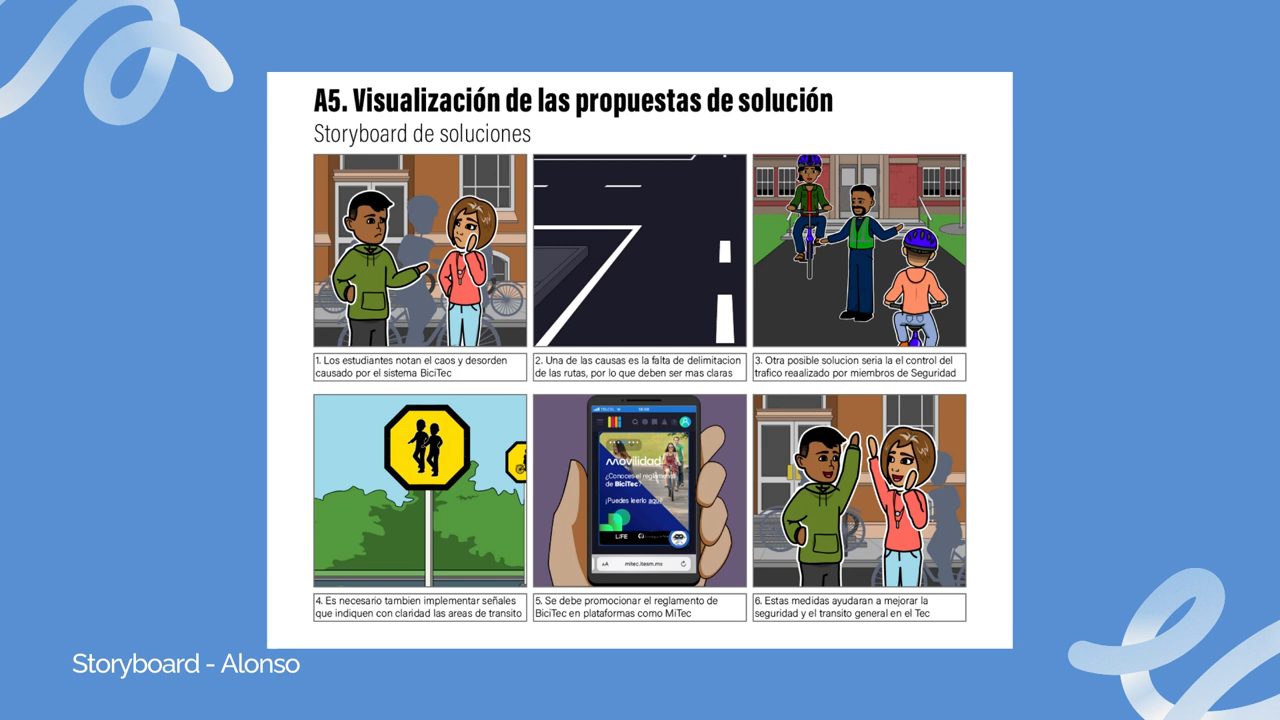 A5. Visualización de las propuestas de solución
Storyboard de soluciones
1. Los estudiantes notan el caos y desorden
causado por el sistema BiciTec
2. Una de las causas es la falta de delimitacion
de las rutas, por lo que deben ser mas claras
3. Otra posible solucion seria la el control del
trafico reaalizado por miembros de Seguridad
Movilidad
¿Conoces el reglamento
de BiciTec?
¡Puedes leerlo aquí!
LiFE
AA mitec.itesm.mx
4. Es necesario tambien implementar señales
que indiquen con claridad las areas de transito
5. Se debe promocionar el reglamento de
BiciTec en plataformas como MiTec
6. Estas medidas ayudaran a mejorar la
seguridad y el transito general en el Tec
Storyboard - Alonso